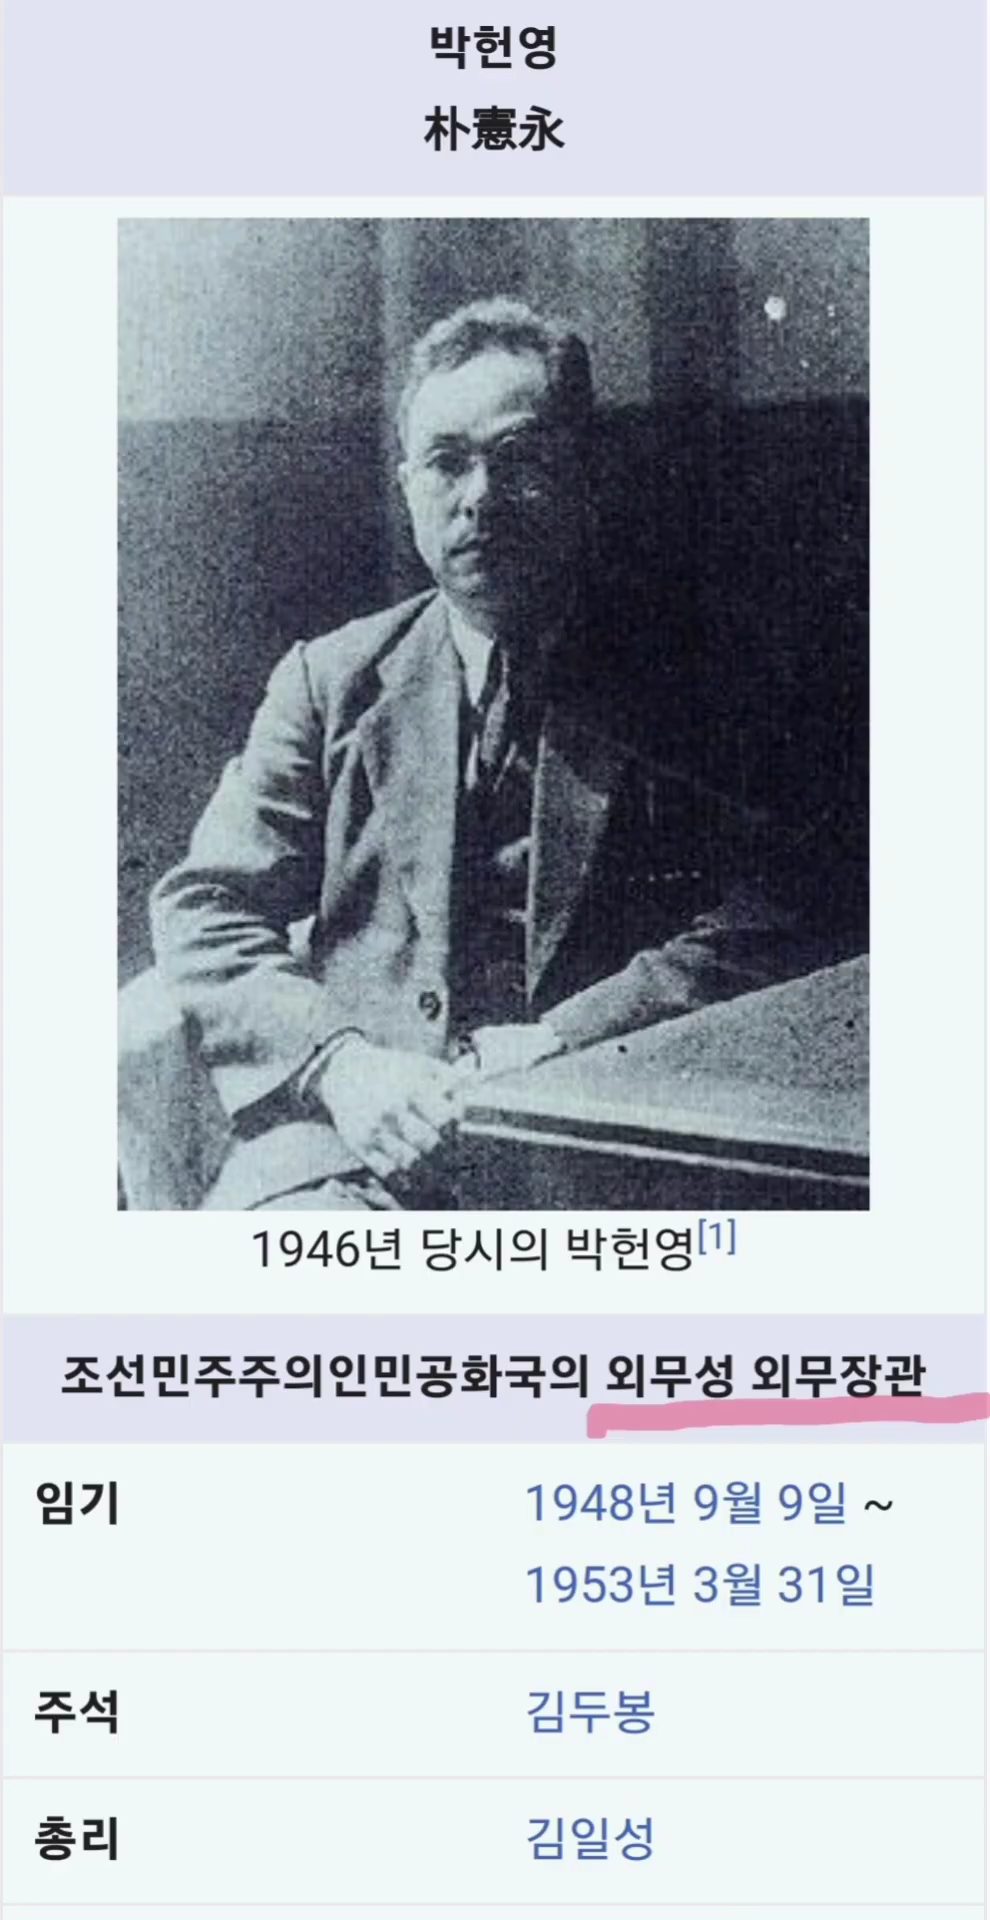 박헌영
朴憲永
1946년 당시의 박헌영[1]
조선민주주의인민공화국의 외무성 외무장관
임기
1948년 9월 9일 ~
1953년 3월 31일
주석
김두봉
총리
김일성